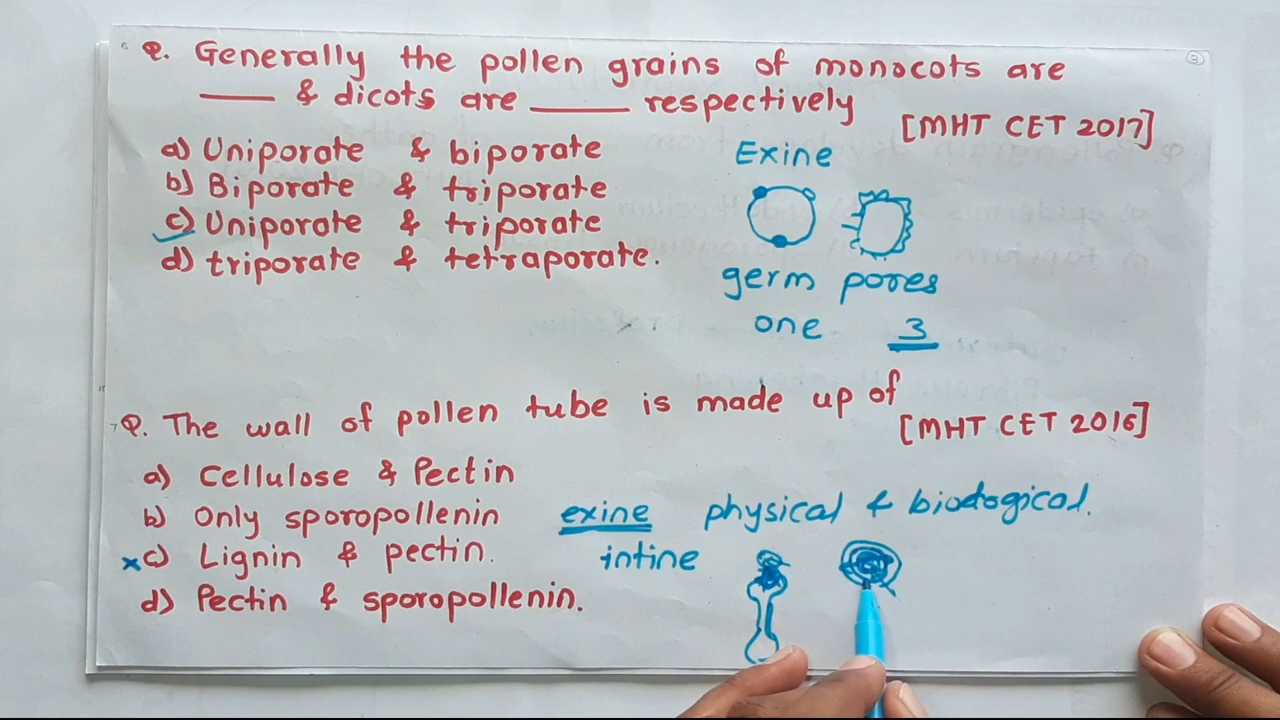 Q. Generally the pollen grains of monocots are
____ & dicots are ____ respectively
[MHT CET 2017]
a) Uniporate & biporate
b) Biporate & triporate
c) Uniporate & triporate
d) triporate & tetraporate.
Exine
germ pores
one 3
Q. The wall of pollen tube is made up of
[MHT CET 2016]
a) Cellulose & Pectin
b) Only sporopollenin
c) Lignin & pectin.
d) Pectin & sporopollenin.
exine physical & biological.
intine